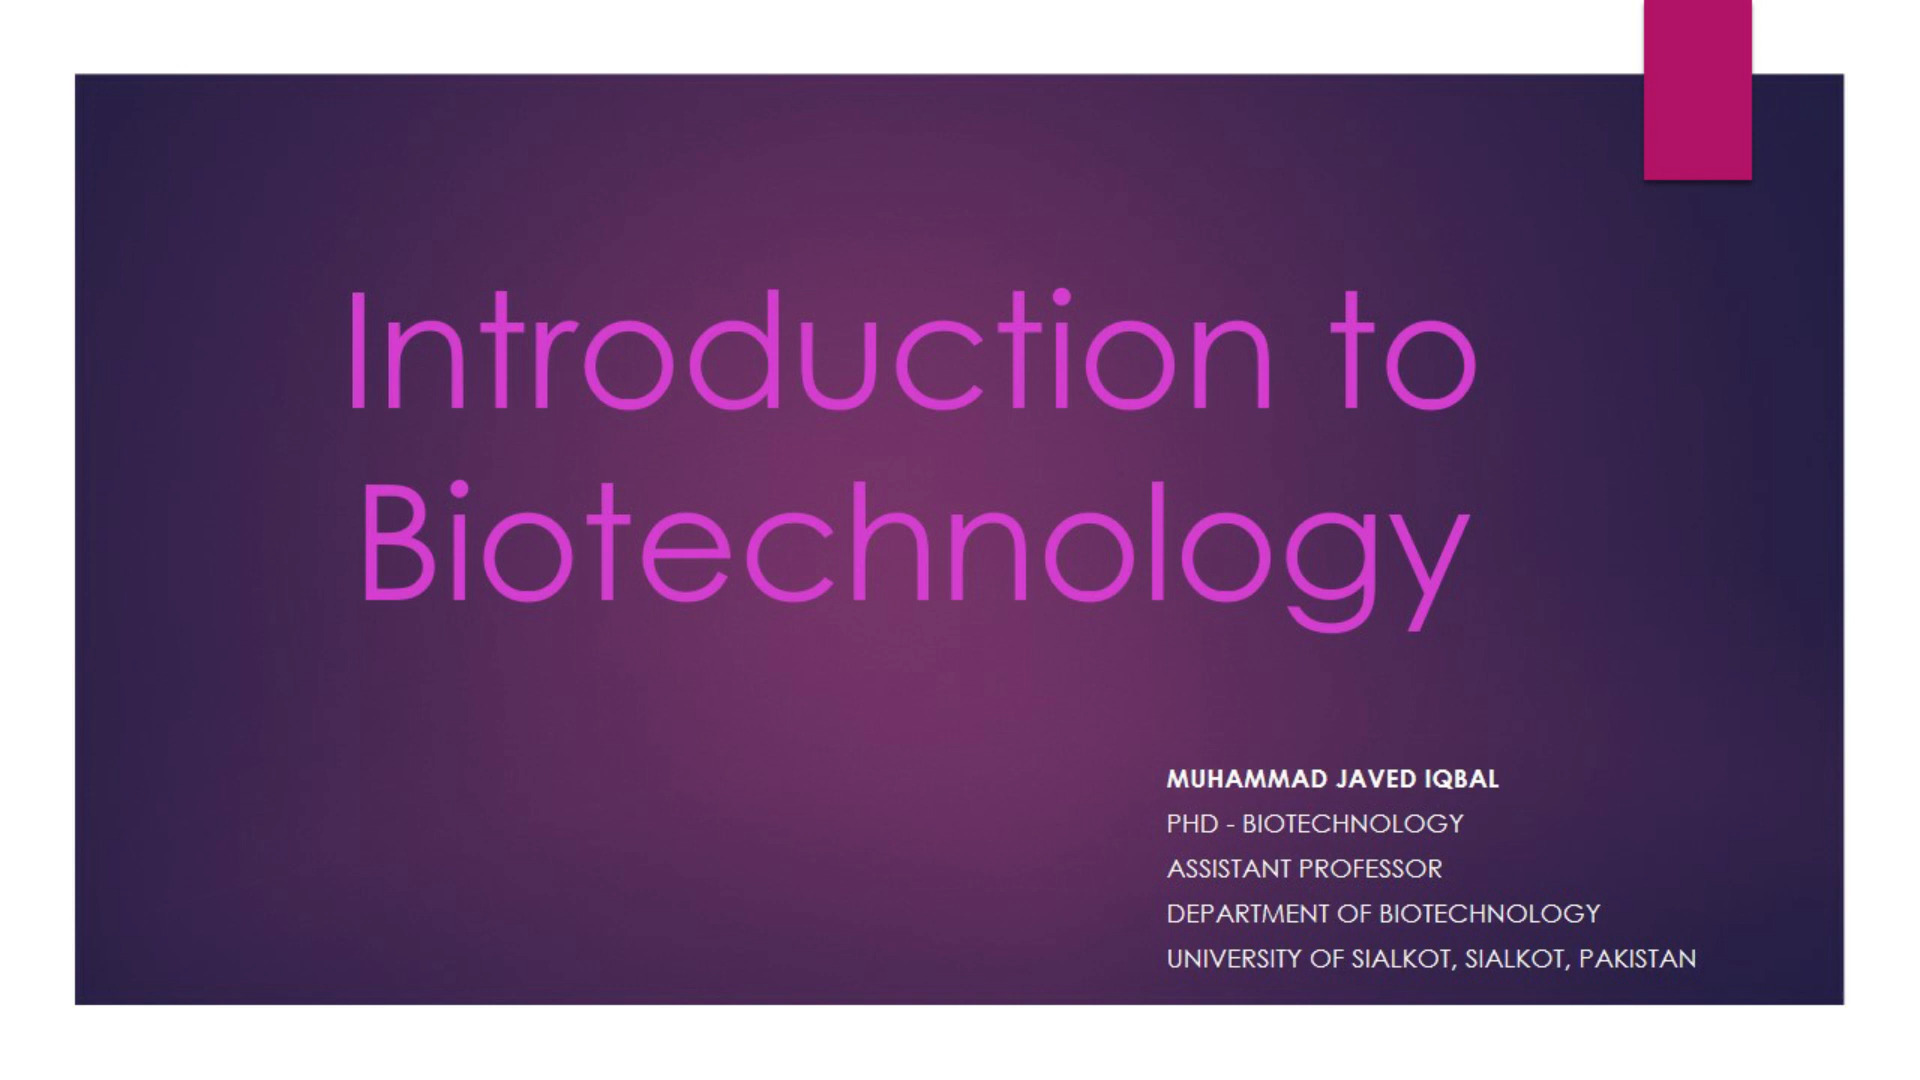 Introduction to
Biotechnology
MUHAMMAD JAVED IQBAL
PHD - BIOTECHNOLOGY
ASSISTANT PROFESSOR
DEPARTMENT OF BIOTECHNOLOGY
UNIVERSITY OF SIALKOT, SIALKOT, PAKISTAN